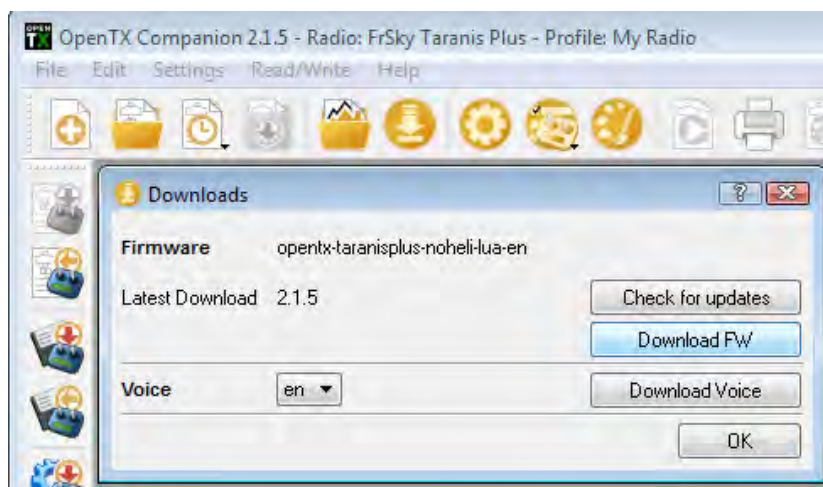 OPEN TX OpenTX Companion 2.1.5 - Radio: FrSky Taranis Plus - Profile: My Radio
File Edit Settings Read/Write Help
Downloads ?
Firmware opentx-taranisplus-noheli-lua-en
Latest Download 2.1.5 Check for updates
Download FW
Voice en Download Voice
OK